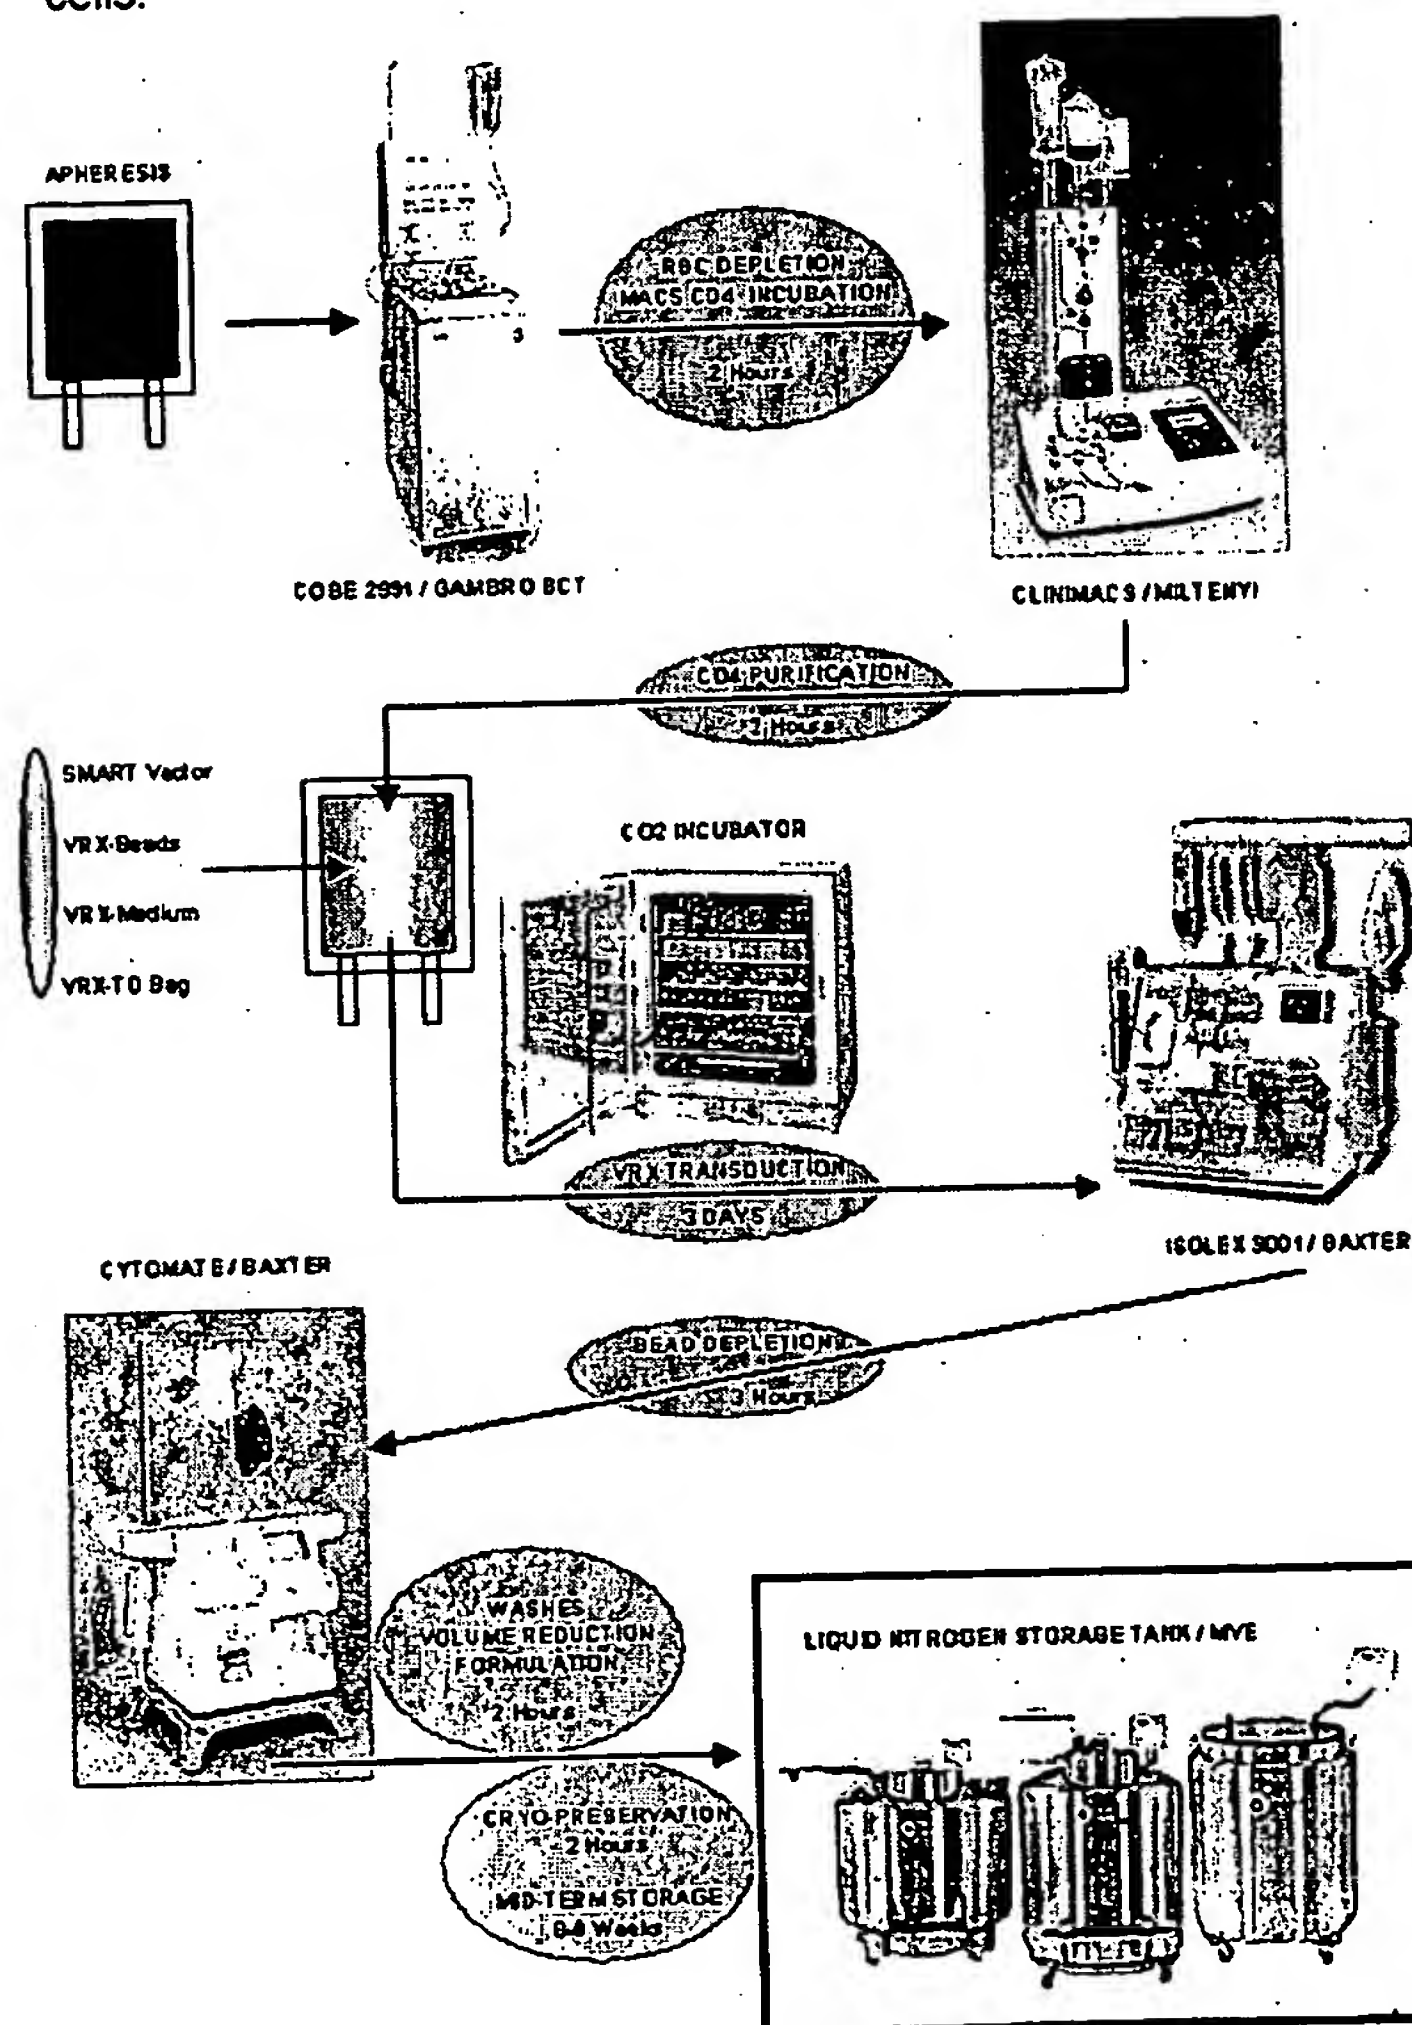 cells.
APHERESIS
RBC DEPLETION
MACS CD4 INCUBATION
2 Hours
COBE 2991 / GAMBRO BCT
CLINIMACS / MILTENYI
CD4 PURIFICATION
2 Hours
SMART Vector
VRX-Beads
VRX-Medium
VRX-TD Bag
CO2 INCUBATOR
VRX TRANSDUCTION
3 DAYS
ISOLEX 300I / BAXTER
CYTOMATE / BAXTER
BEAD DEPLETION
3 Hours
WASHES
VOLUME REDUCTION
FORMULATION
2 Hours
LIQUID NITROGEN STORAGE TANK / MVE
CRYO-PRESERVATION
2 Hours
MID-TERM STORAGE
Weeks